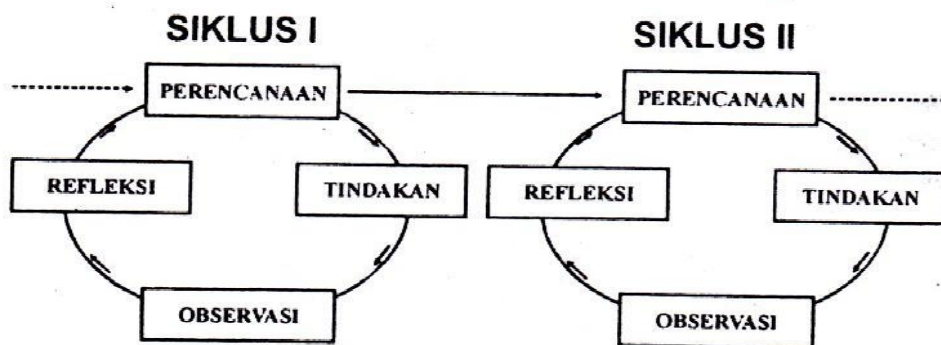 SIKLUS I
PERENCANAAN
TINDAKAN
OBSERVASI
REFLEKSI
SIKLUS II
PERENCANAAN
TINDAKAN
OBSERVASI
REFLEKSI